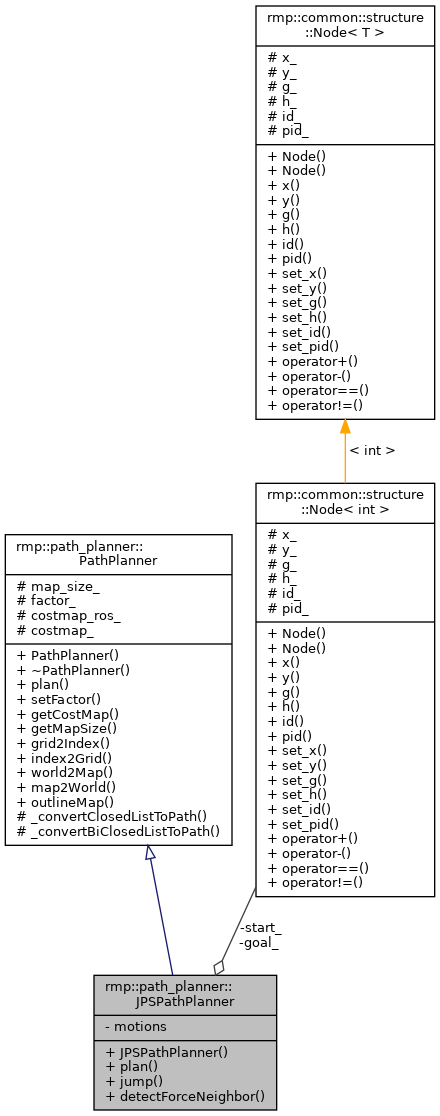 rmp::common::structure
::Node< T >
# x_
# y_
# g_
# h_
# id_
# pid_
+ Node()
+ Node()
+ x()
+ y()
+ g()
+ h()
+ id()
+ pid()
+ set_x()
+ set_y()
+ set_g()
+ set_h()
+ set_id()
+ set_pid()
+ operator+()
+ operator-()
+ operator==()
+ operator!=()
< int >
rmp::common::structure
::Node< int >
# x_
# y_
# g_
# h_
# id_
# pid_
+ Node()
+ Node()
+ x()
+ y()
+ g()
+ h()
+ id()
+ pid()
+ set_x()
+ set_y()
+ set_g()
+ set_h()
+ set_id()
+ set_pid()
+ operator+()
+ operator-()
+ operator==()
+ operator!=()
rmp::path_planner::
PathPlanner
# map_size_
# factor_
# costmap_ros_
# costmap_
+ PathPlanner()
+ ~PathPlanner()
+ plan()
+ setFactor()
+ getCostMap()
+ getMapSize()
+ grid2Index()
+ index2Grid()
+ world2Map()
+ map2World()
+ outlineMap()
# _convertClosedListToPath()
# _convertBiClosedListToPath()
-start_
-goal_
rmp::path_planner::
JPSPathPlanner
- motions
+ JPSPathPlanner()
+ plan()
+ jump()
+ detectForceNeighbor()